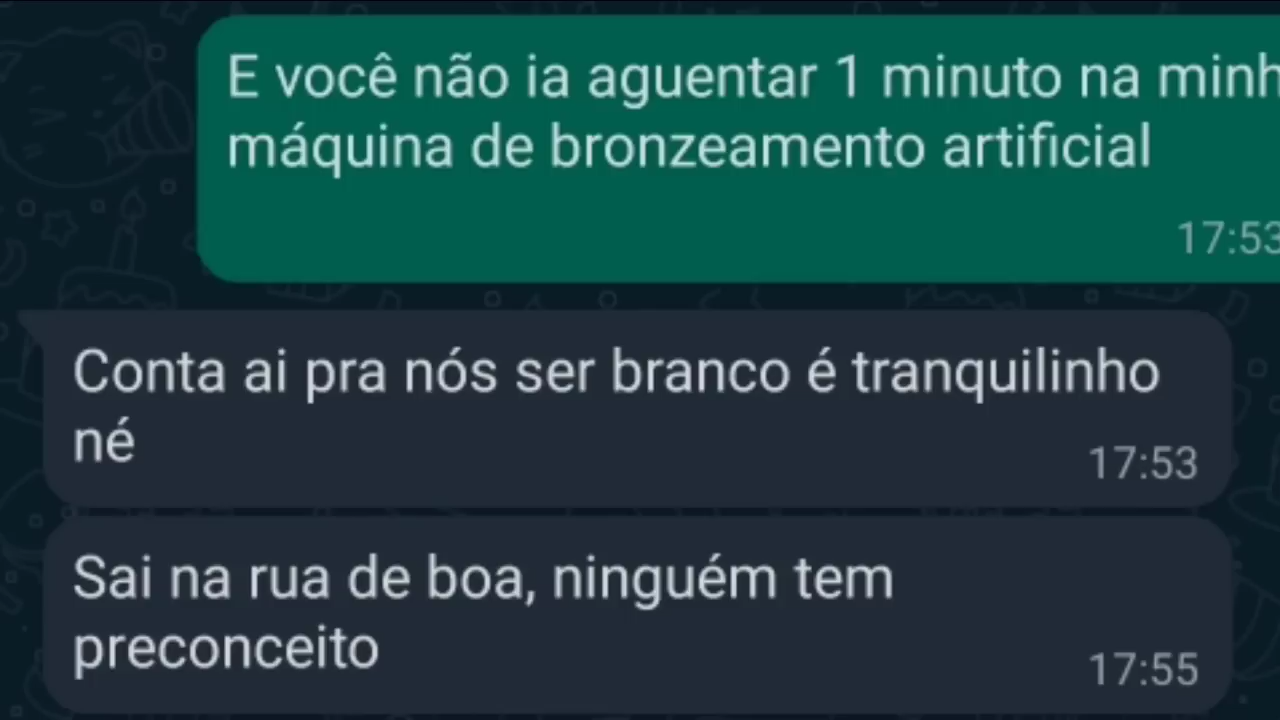 E você não ia aguentar 1 minuto na minh
máquina de bronzeamento artificial
17:53
Conta ai pra nós ser branco é tranquilinho
né
17:53
Sai na rua de boa, ninguém tem
preconceito
17:55